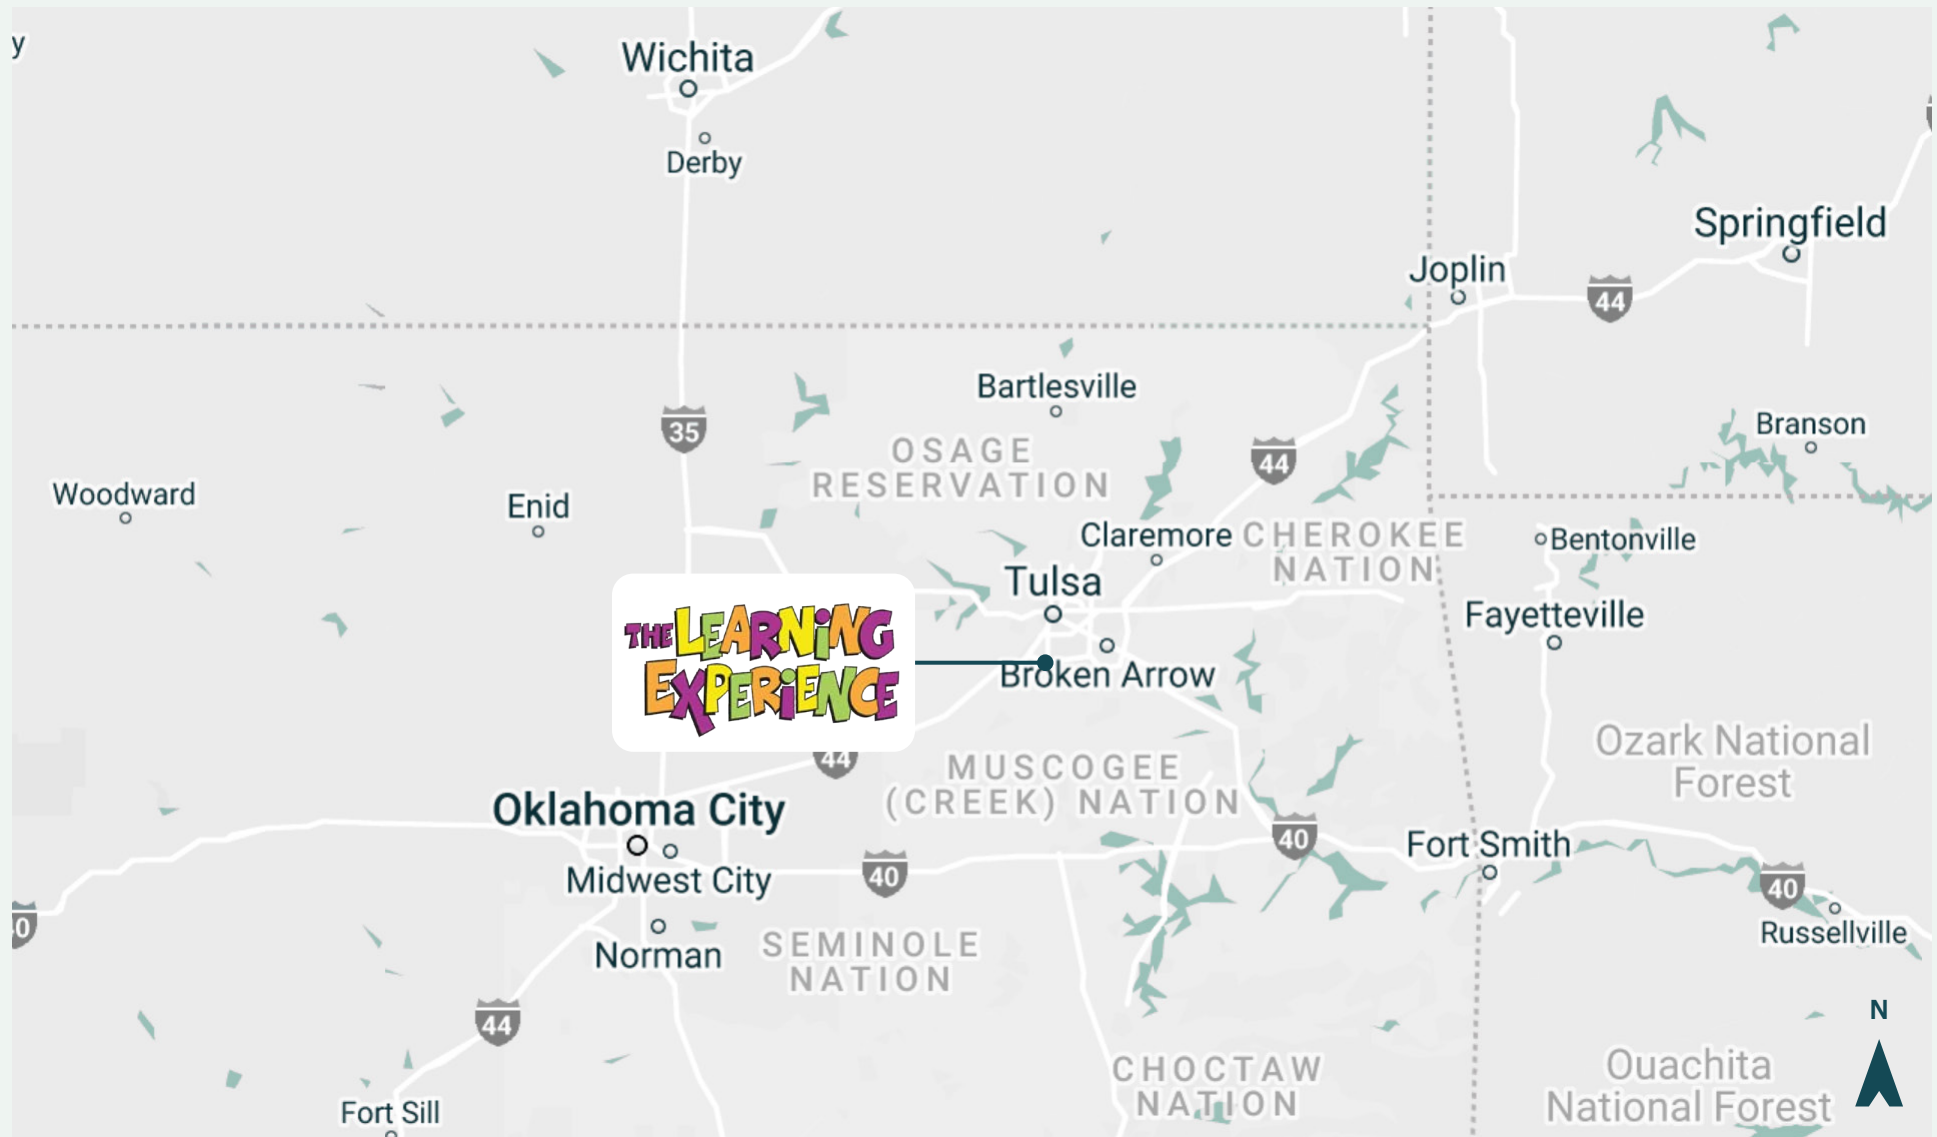 y
Wichita
Derby
Springfield
Joplin
44
Bartlesville
35
Branson
OSAGE
RESERVATION
44
Woodward
Enid
Claremore
CHEROKEE
NATION
Bentonville
Tulsa
Fayetteville
THE LEARNING
EXPERIENCE
Broken Arrow
44
MUSCOGEE
(CREEK) NATION
Ozark National
Forest
Oklahoma City
40
Fort Smith
Midwest City
40
40
0
Russellville
Norman
SEMINOLE
NATION
44
N
CHOCTAW
NATION
Ouachita
National Forest
Fort Sill